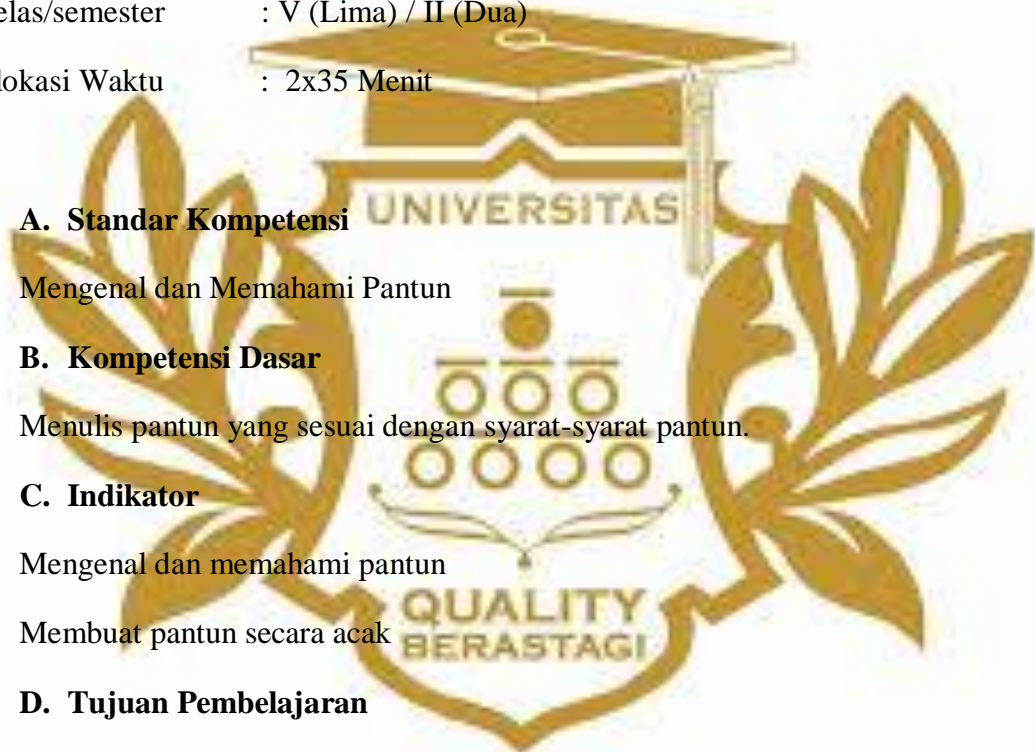 elas/semester : V (Lima) / II (Dua)
lokasi Waktu : 2x35 Menit
UNIVERSITAS
A. Standar Kompetensi
Mengenal dan Memahami Pantun
B. Kompetensi Dasar
Menulis pantun yang sesuai dengan syarat-syarat pantun.
C. Indikator
Mengenal dan memahami pantun
QUALITY
Membuat pantun secara acak
BERASTAGI
D. Tujuan Pembelajaran